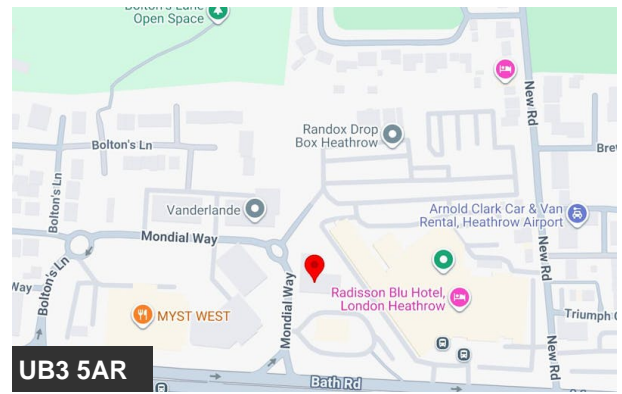 Bolton's Lane
Open Space
New Rd
Randox Drop
Box Heathrow
Bolton's Ln
Bolton's Ln
Vanderlande
Arnold Clark Car & Van
Rental, Heathrow Airport
Mondial Way
New Rd
Bolton's Ln
Mondial Way
Radisson Blu Hotel,
London Heathrow
MYST WEST
New Rd
UB3 5AR
Bath Rd